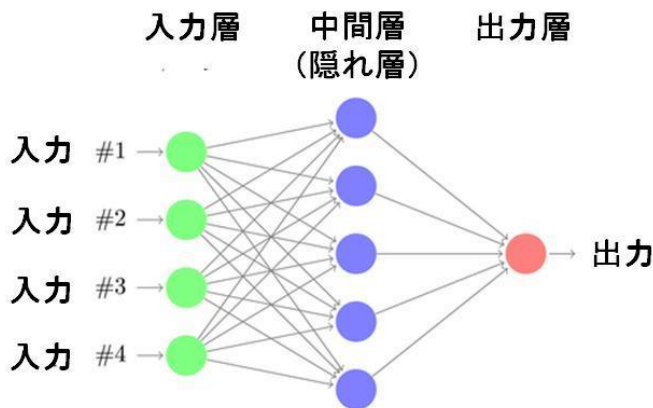 入力層 中間層 出力層
(隠れ層)
入力 #1
入力 #2
出力
入力 #3
入力 #4